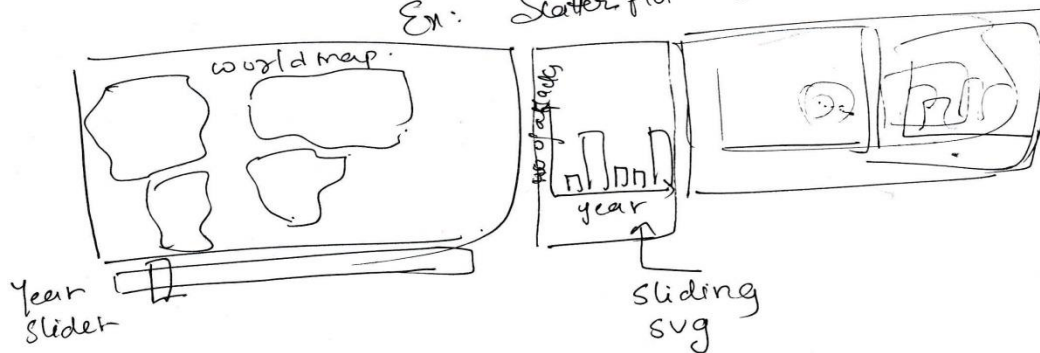 Ex: Scatter plot
world map.
No of attacks
year
Year
Slider
sliding
svg